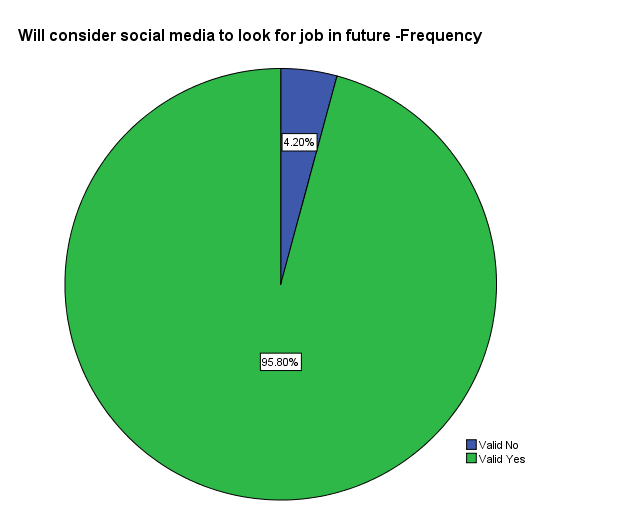 Will consider social media to look for job in future -Frequency
4.20%
95.80%
Valid No
Valid Yes